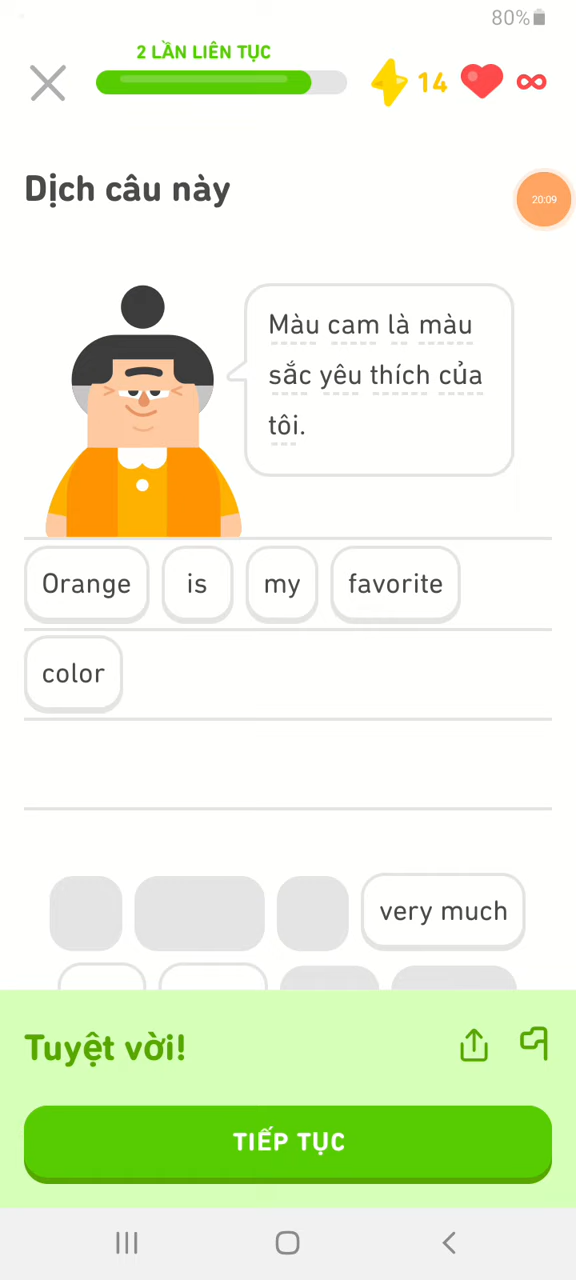 80%
2 LẦN LIÊN TỤC
14
Dịch câu này
20:09
Màu cam là màu
sắc yêu thích của
tôi.
Orange is my favorite
color
very much
Tuyệt vời!
TIẾP TỤC